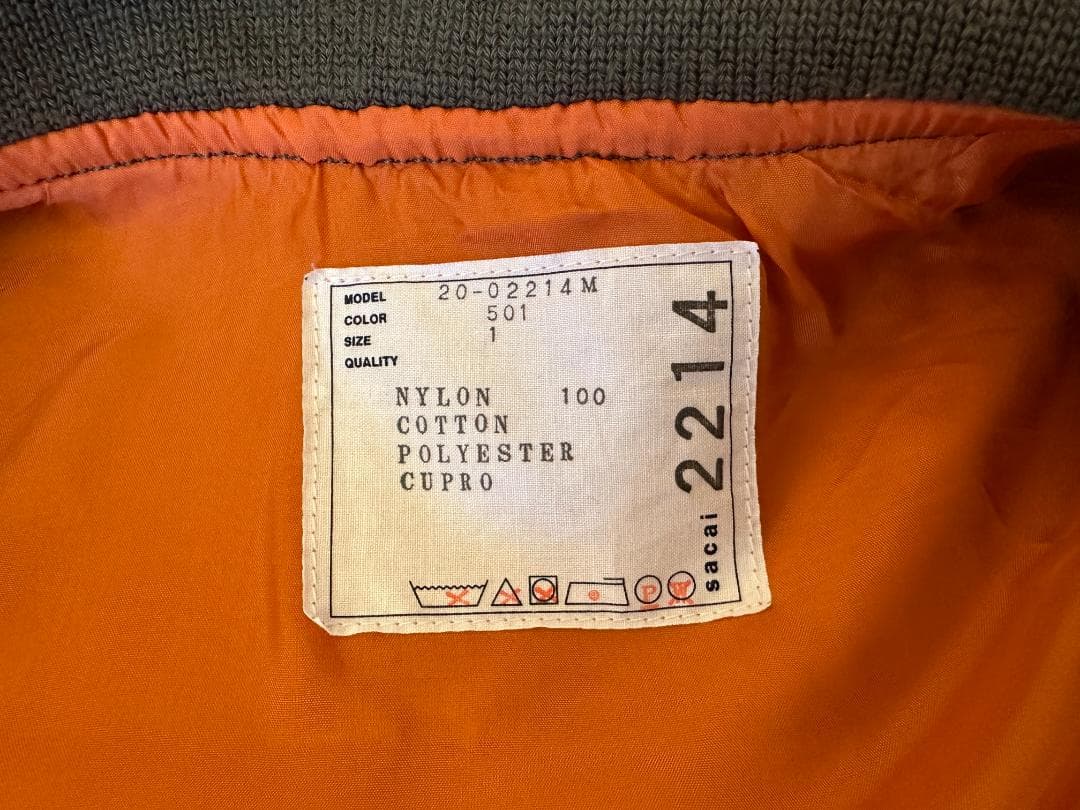 MODEL 20-02214M
COLOR 501
SIZE 1
QUALITY
NYLON 100
COTTON
POLYESTER
CUPRO
P
W
sacai 2214